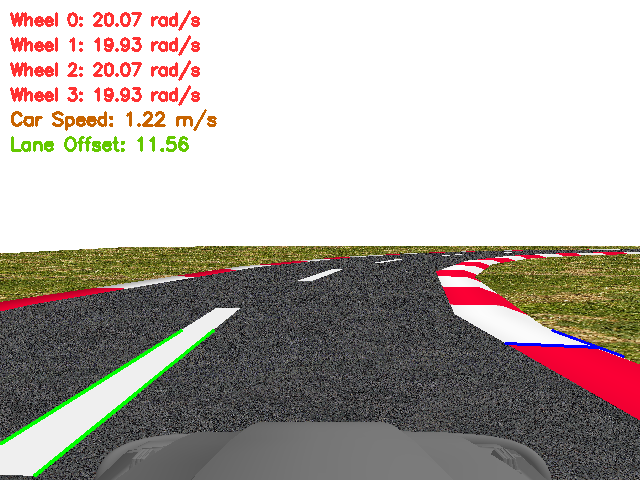 Wheel 0: 20.07 rad/s
Wheel 1: 19.93 rad/s
Wheel 2: 20.07 rad/s
Wheel 3: 19.93 rad/s
Car Speed: 1.22 m/s
Lane Offset: 11.56